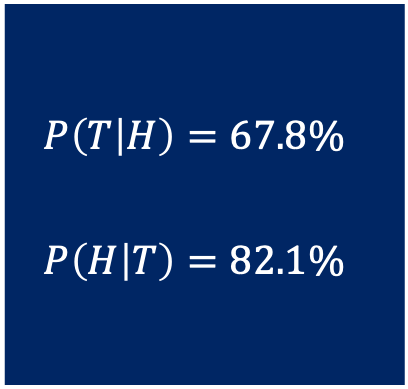 P(T|H) = 67.8%
P(H|T) = 82.1%